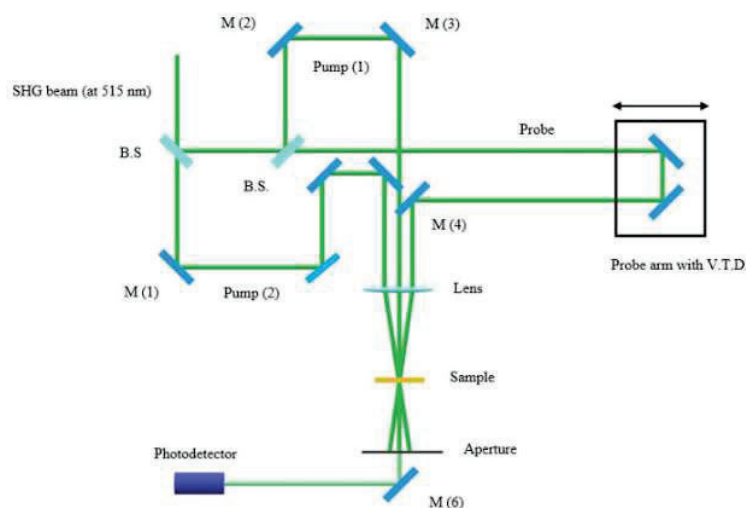 M (2)
M (3)
Pump (1)
SHG beam (at 515 nm)
Probe
B.S
B.S.
M (4)
Probe arm with V.T.D
M (1)
Pump (2)
Lens
Sample
Aperture
Photodetector
M (6)